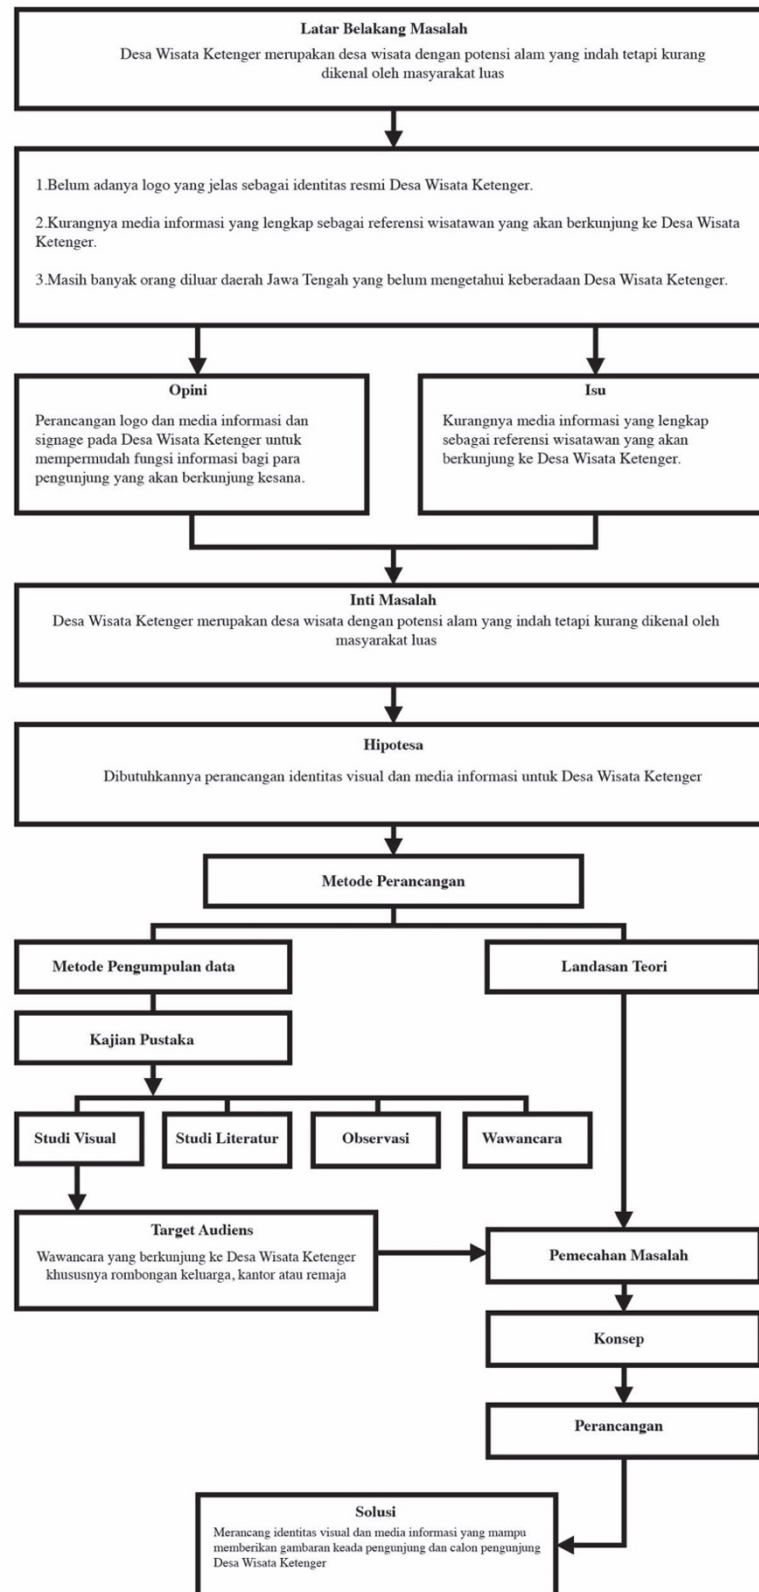 Latar Belakang Masalah
Desa Wisata Ketenger merupakan desa wisata dengan potensi alam yang indah tetapi kurang
dikenal oleh masyarakat luas
1.Belum adanya logo yang jelas sebagai identitas resmi Desa Wisata Ketenger.
2.Kurangnya media informasi yang lengkap sebagai referensi wisatawan yang akan berkunjung ke Desa Wisata
Ketenger.
3.Masih banyak orang diluar daerah Jawa Tengah yang belum mengetahui keberadaan Desa Wisata Ketenger.
Opini
Perancangan logo dan media informasi dan
signage pada Desa Wisata Ketenger untuk
mempermudah fungsi informasi bagi para
pengunjung yang akan berkunjung kesana.
Isu
Kurangnya media informasi yang lengkap
sebagai referensi wisatawan yang akan
berkunjung ke Desa Wisata Ketenger.
Inti Masalah
Desa Wisata Ketenger merupakan desa wisata dengan potensi alam yang indah tetapi kurang dikenal oleh
masyarakat luas
Hipotesa
Dibutuhkannya perancangan identitas visual dan media informasi untuk Desa Wisata Ketenger
Metode Perancangan
Metode Pengumpulan data
Landasan Teori
Kajian Pustaka
Studi Visual
Studi Literatur
Observasi
Wawancara
Target Audiens
Wawancara yang berkunjung ke Desa Wisata Ketenger
khususnya rombongan keluarga, kantor atau remaja
Pemecahan Masalah
Konsep
Perancangan
Solusi
Merancang identitas visual dan media informasi yang mampu
memberikan gambaran keada pengunjung dan calon pengunjung
Desa Wisata Ketenger